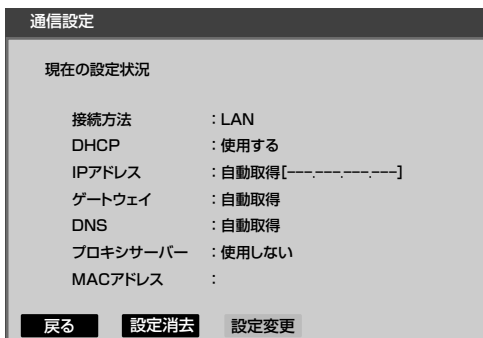 通信設定
現在の設定状況
接続方法 ：LAN
DHCP ：使用する
IPアドレス ：自動取得[---.---.---.---]
ゲートウェイ ：自動取得
DNS ：自動取得
プロキシサーバー ：使用しない
MACアドレス ：
戻る 設定消去 設定変更